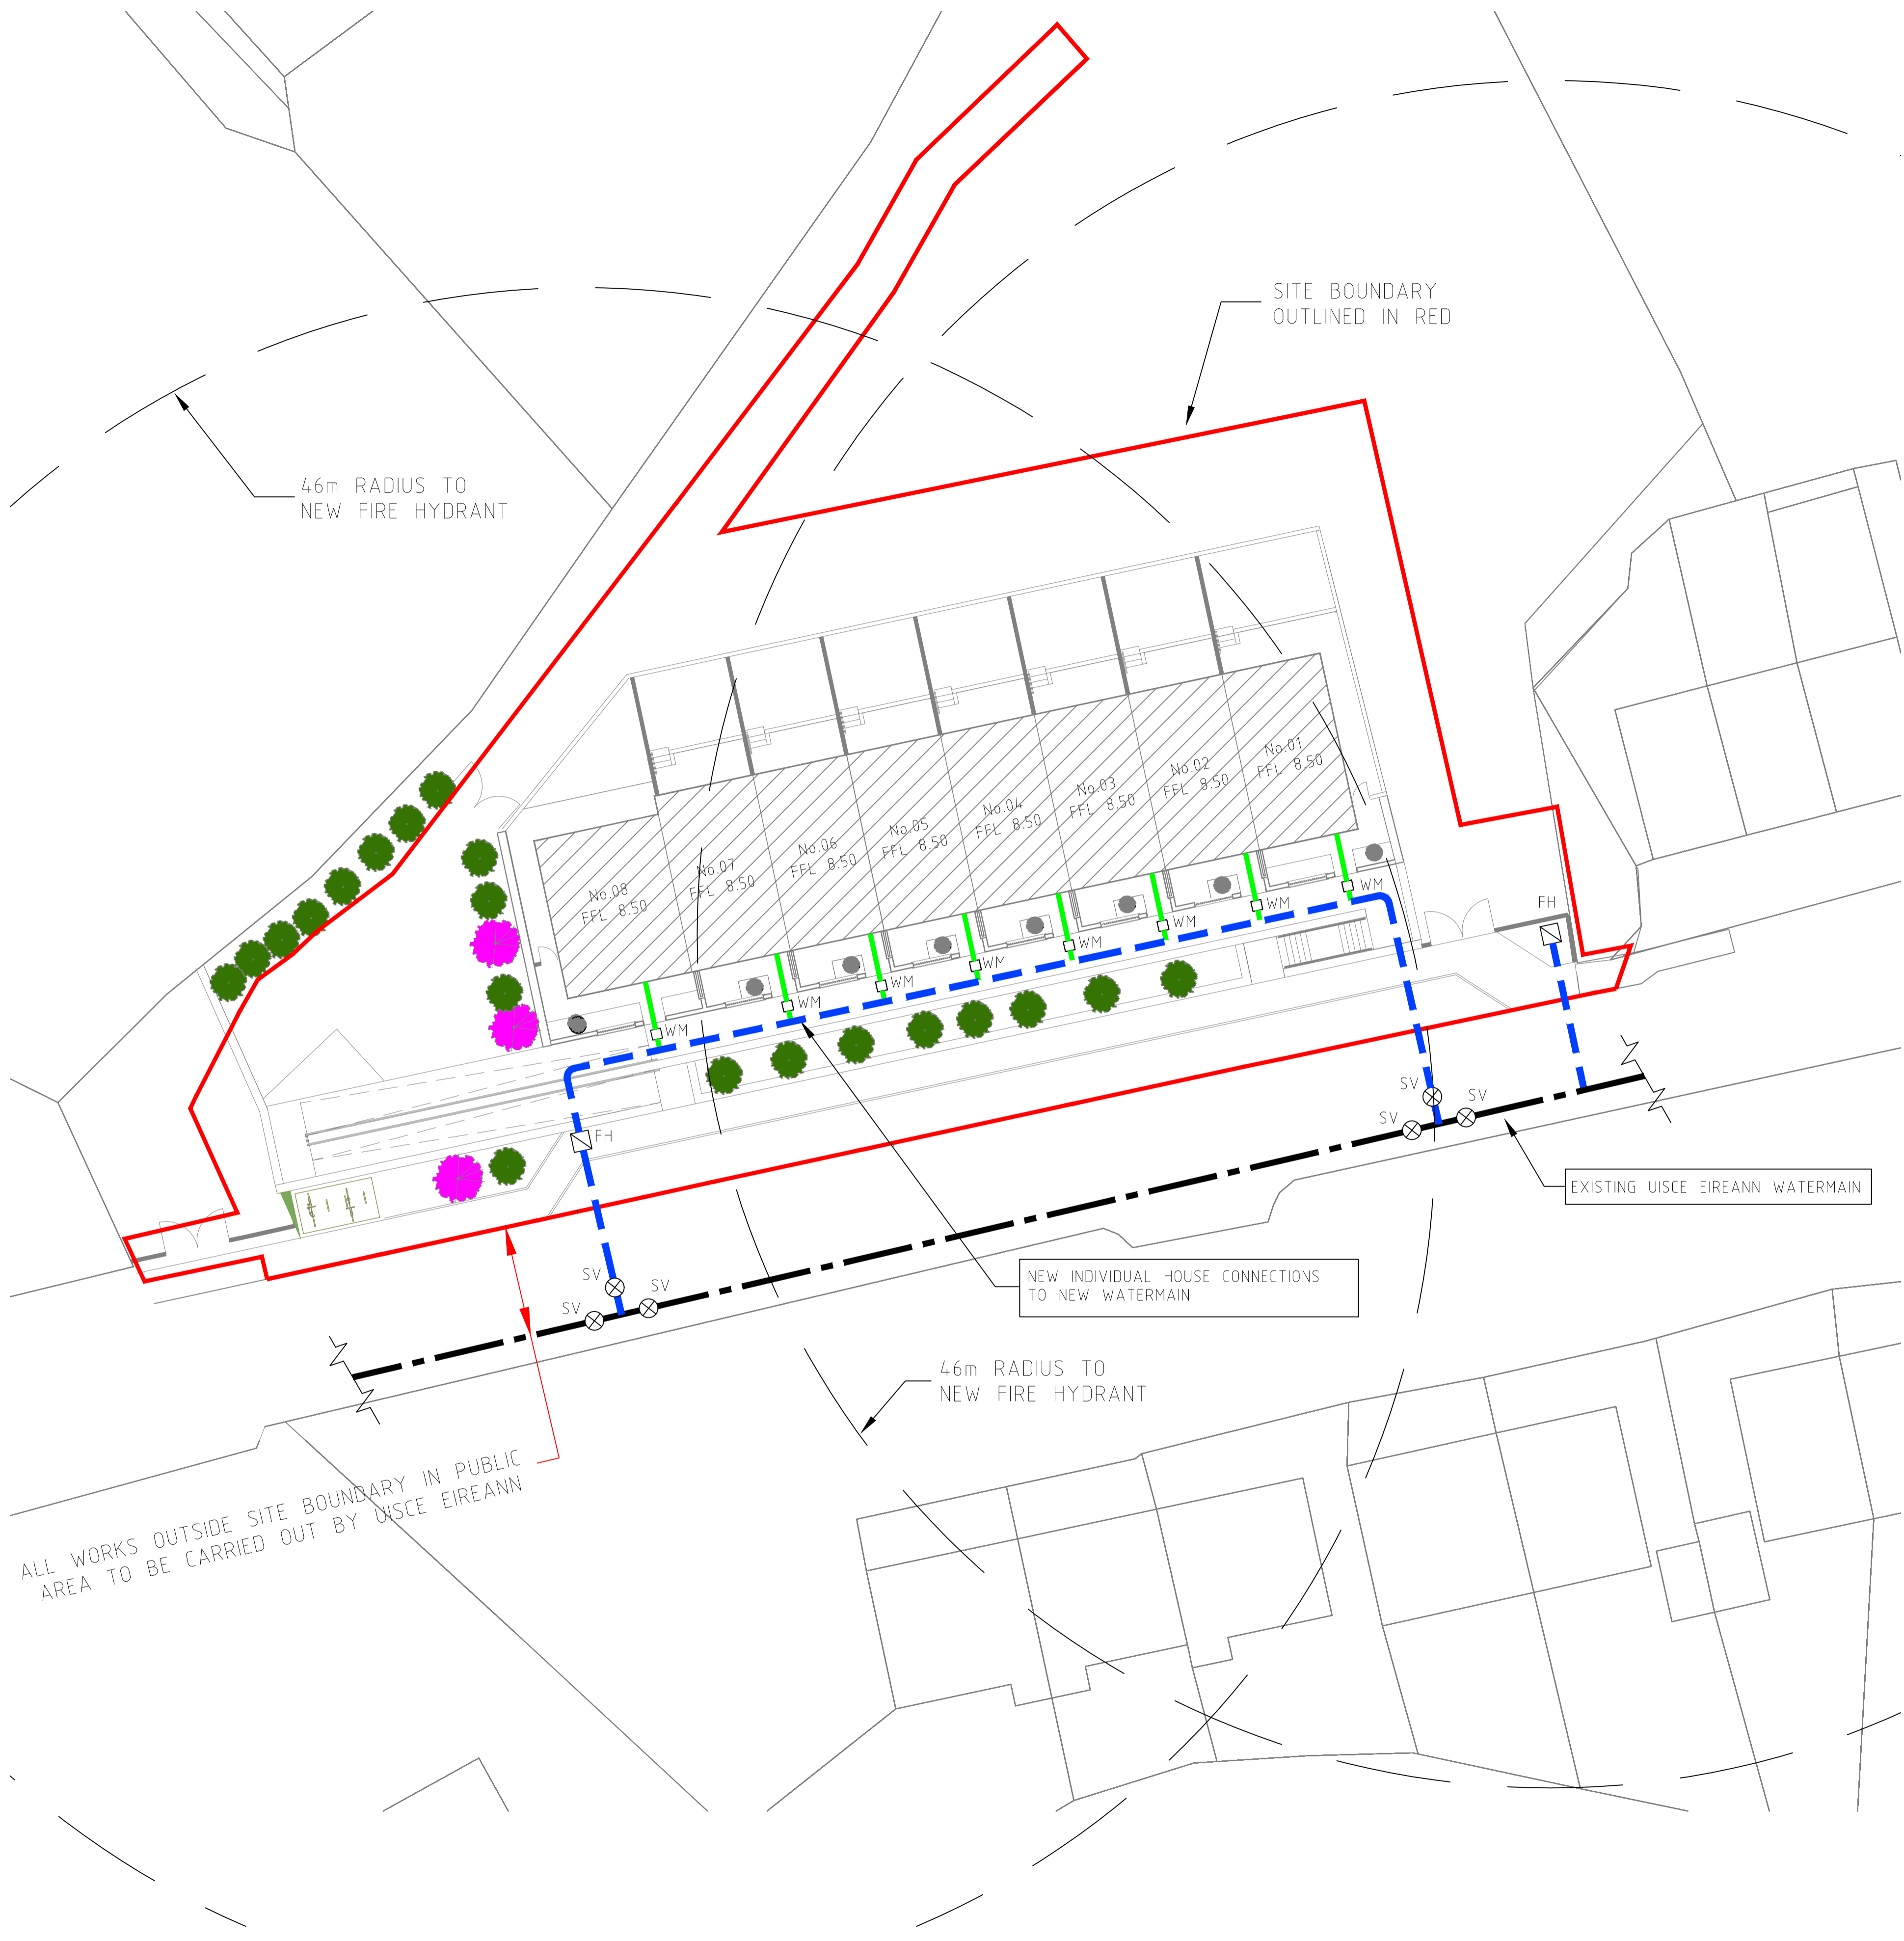 SITE BOUNDARY
OUTLINED IN RED
46m RADIUS TO
NEW FIRE HYDRANT
No.01
FFL 8.50
No.02
FFL 8.50
No.03
FFL 8.50
No.04
FFL 8.50
No.05
FFL 8.50
No.06
FFL 8.50
No.07
FFL 8.50
No.08
FFL 8.50
WM
WM
WM
WM
WM
WM
WM
WM
FH
FH
SV
SV
SV
EXISTING UISCE EIREANN WATERMAIN
SV
SV
SV
NEW INDIVIDUAL HOUSE CONNECTIONS
TO NEW WATERMAIN
46m RADIUS TO
NEW FIRE HYDRANT
ALL WORKS OUTSIDE SITE BOUNDARY IN PUBLIC
AREA TO BE CARRIED OUT BY UISCE EIREANN